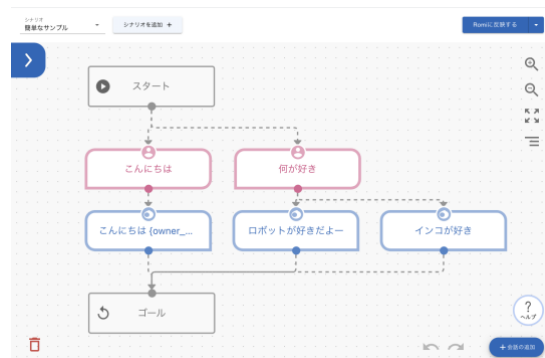 シナリオ
簡単なサンプル
シナリオを追加 +
Romiに反映する
スタート
こんにちは
何が好き
こんにちは {owner_...
ロボットが好きだよー
インコが好き
ゴール
?
ヘルプ
+ 会話の追加